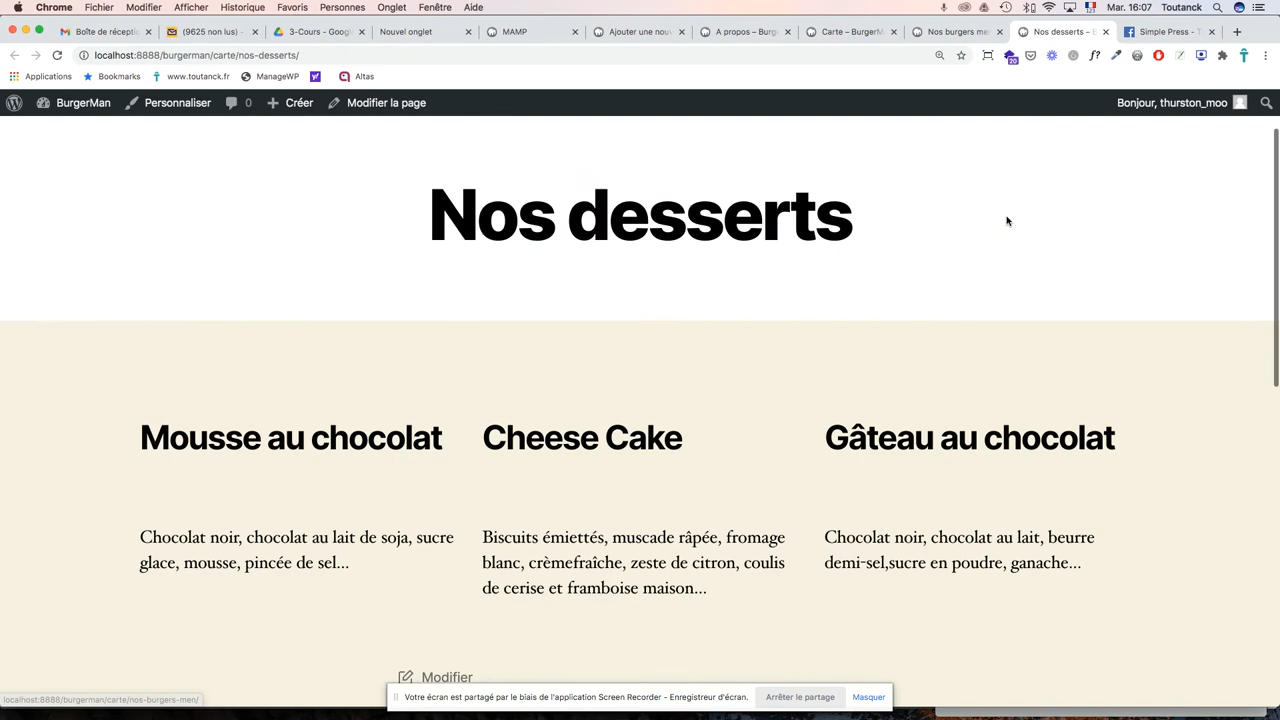 Chrome Fichier Modifier Afficher Historique Favoris Personnes Onglet Fenêtre Aide Mar. 16:07 Toutanck
Boîte de récepti (9625 non lus) - 3-Cours - Goog Nouvel onglet MAMP Ajouter une nou A propos – Burg Carte – BurgerM Nos burgers me Nos desserts – Simple Press - T
localhost:8888/burgerman/carte/nos-desserts/ 20 f?
Applications Bookmarks www.toutanck.fr ManageWP Altas
BurgerMan Personnaliser 0 Créer Modifier la page Bonjour, thurston_moo
Nos desserts
Mousse au chocolat Cheese Cake Gâteau au chocolat
Chocolat noir, chocolat au lait de soja, sucre Biscuits émiettés, muscade râpée, fromage Chocolat noir, chocolat au lait, beurre
glace, mousse, pincée de sel... blanc, crèmefraîche, zeste de citron, coulis demi-sel,sucre en poudre, ganache...
de cerise et framboise maison...
Modifier
Votre écran est partagé par le biais de l'application Screen Recorder - Enregistreur d'écran. Arrêter le partage Masquer
localhost:8888/burgerman/carte/nos-burgers-men/